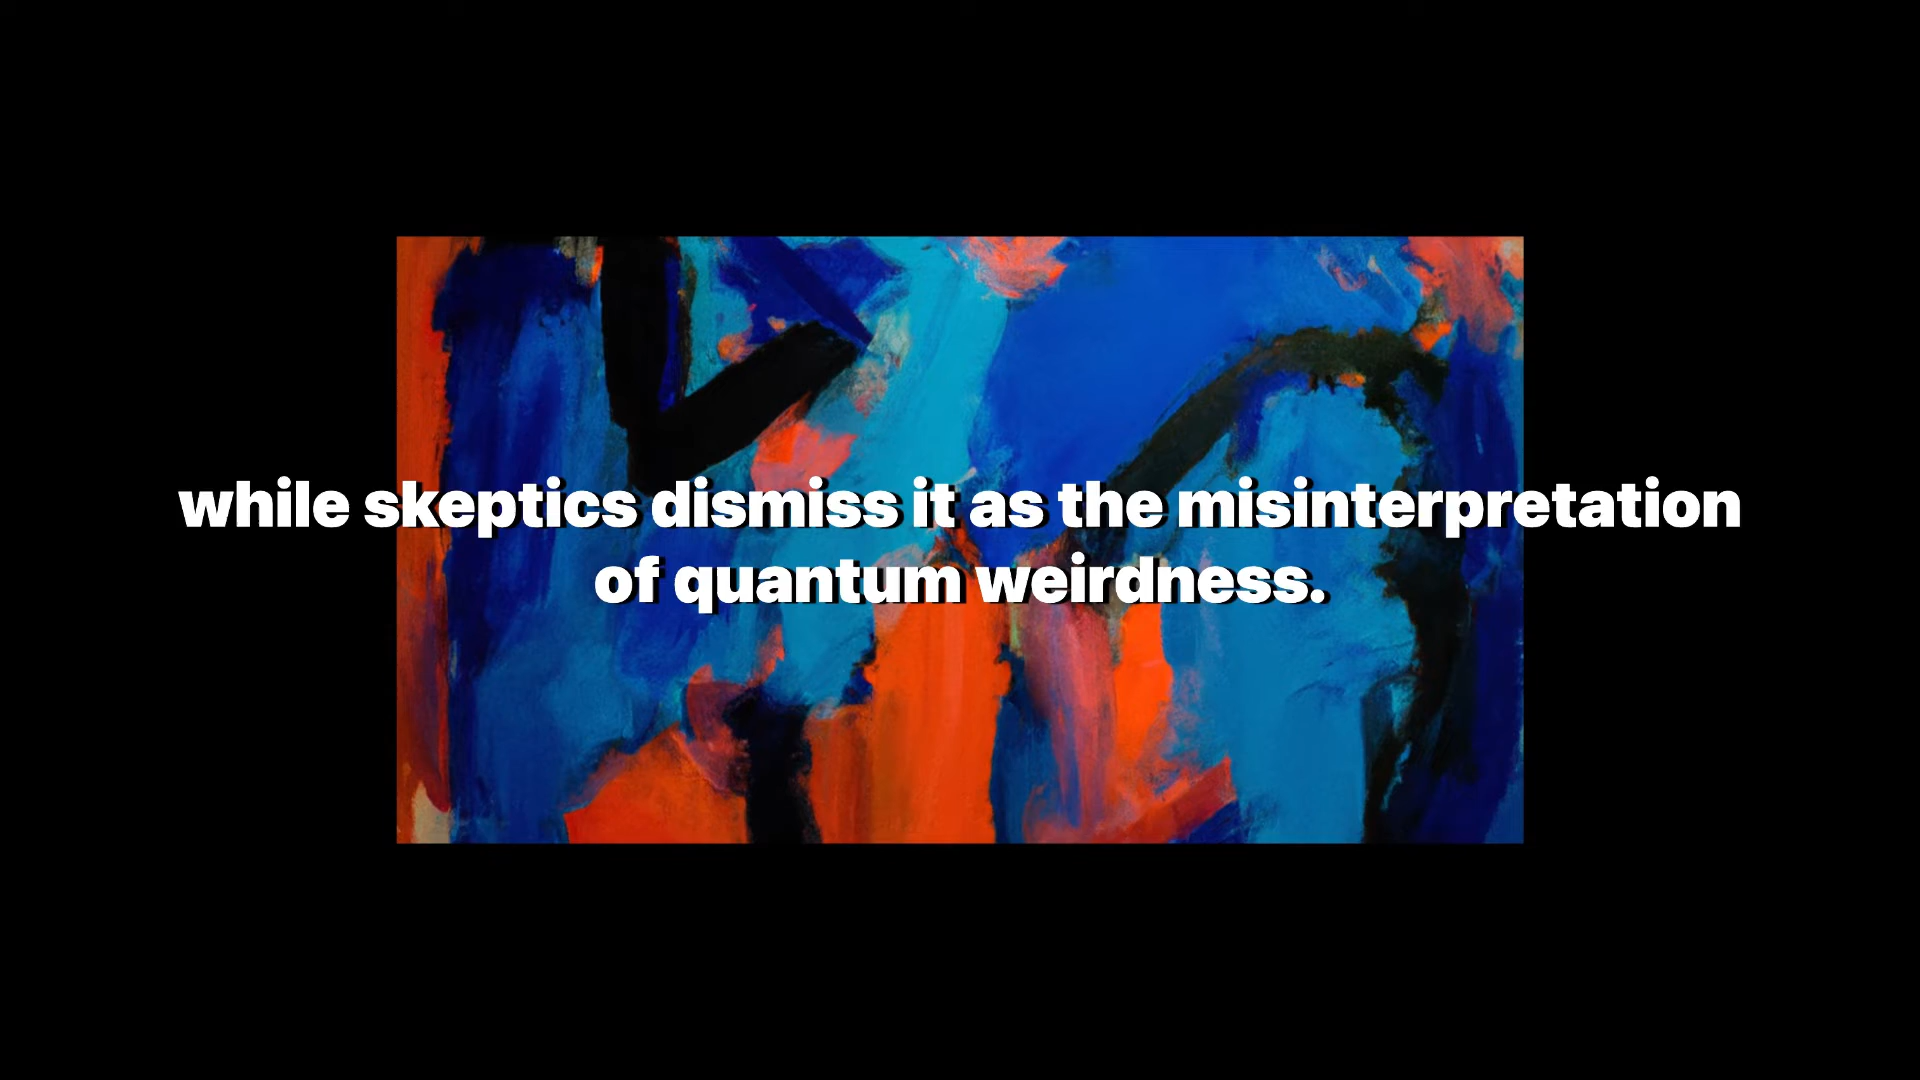 while skeptics dismiss it as the misinterpretation
of quantum weirdness.